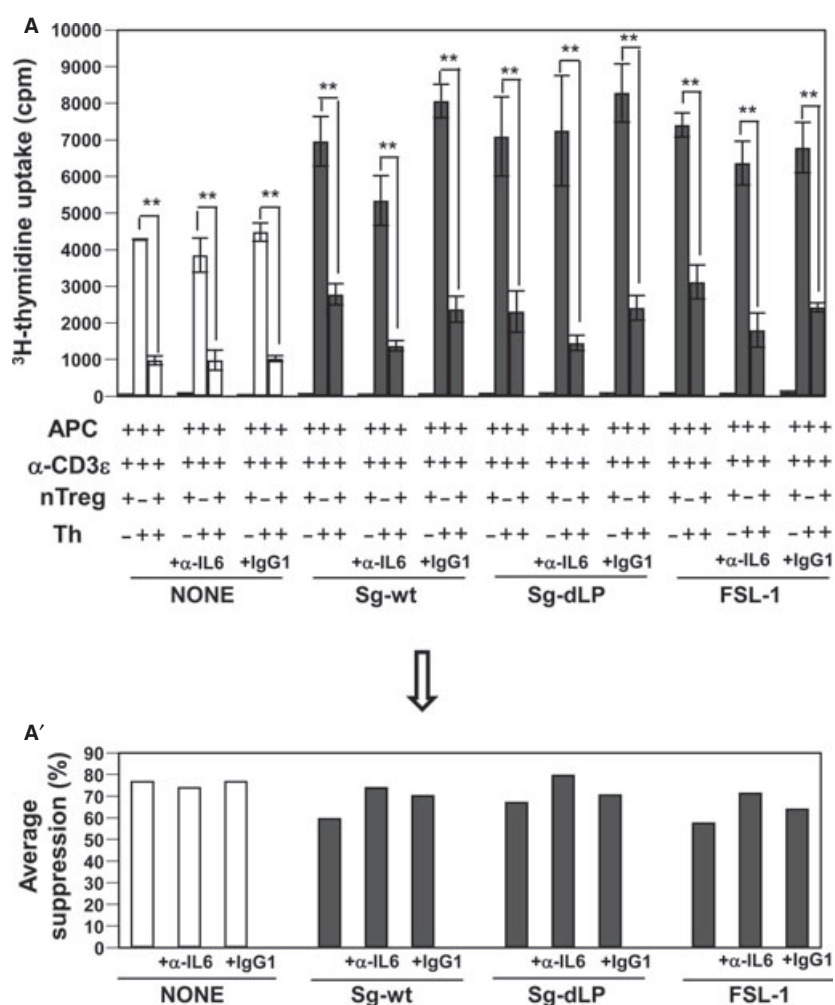 A
10000
9000
8000
7000
6000
5000
4000
3000
2000
1000
0
³H-thymidine uptake (cpm)
** ** ** ** ** ** ** ** ** ** ** **
APC +++ +++ +++ +++ +++ +++ +++ +++ +++ +++ +++ +++
α-CD3ε +++ +++ +++ +++ +++ +++ +++ +++ +++ +++ +++ +++
nTreg +–+ +–+ +–+ +–+ +–+ +–+ +–+ +–+ +–+ +–+ +–+ +–+
Th –++ –++ –++ –++ –++ –++ –++ –++ –++ –++ –++ –++
+α-IL6 +IgG1 +α-IL6 +IgG1 +α-IL6 +IgG1 +α-IL6 +IgG1
NONE Sg-wt Sg-dLP FSL-1
A′
90
80
70
60
50
40
30
20
10
0
Average
suppression (%)
+α-IL6 +IgG1 +α-IL6 +IgG1 +α-IL6 +IgG1 +α-IL6 +IgG1
NONE Sg-wt Sg-dLP FSL-1